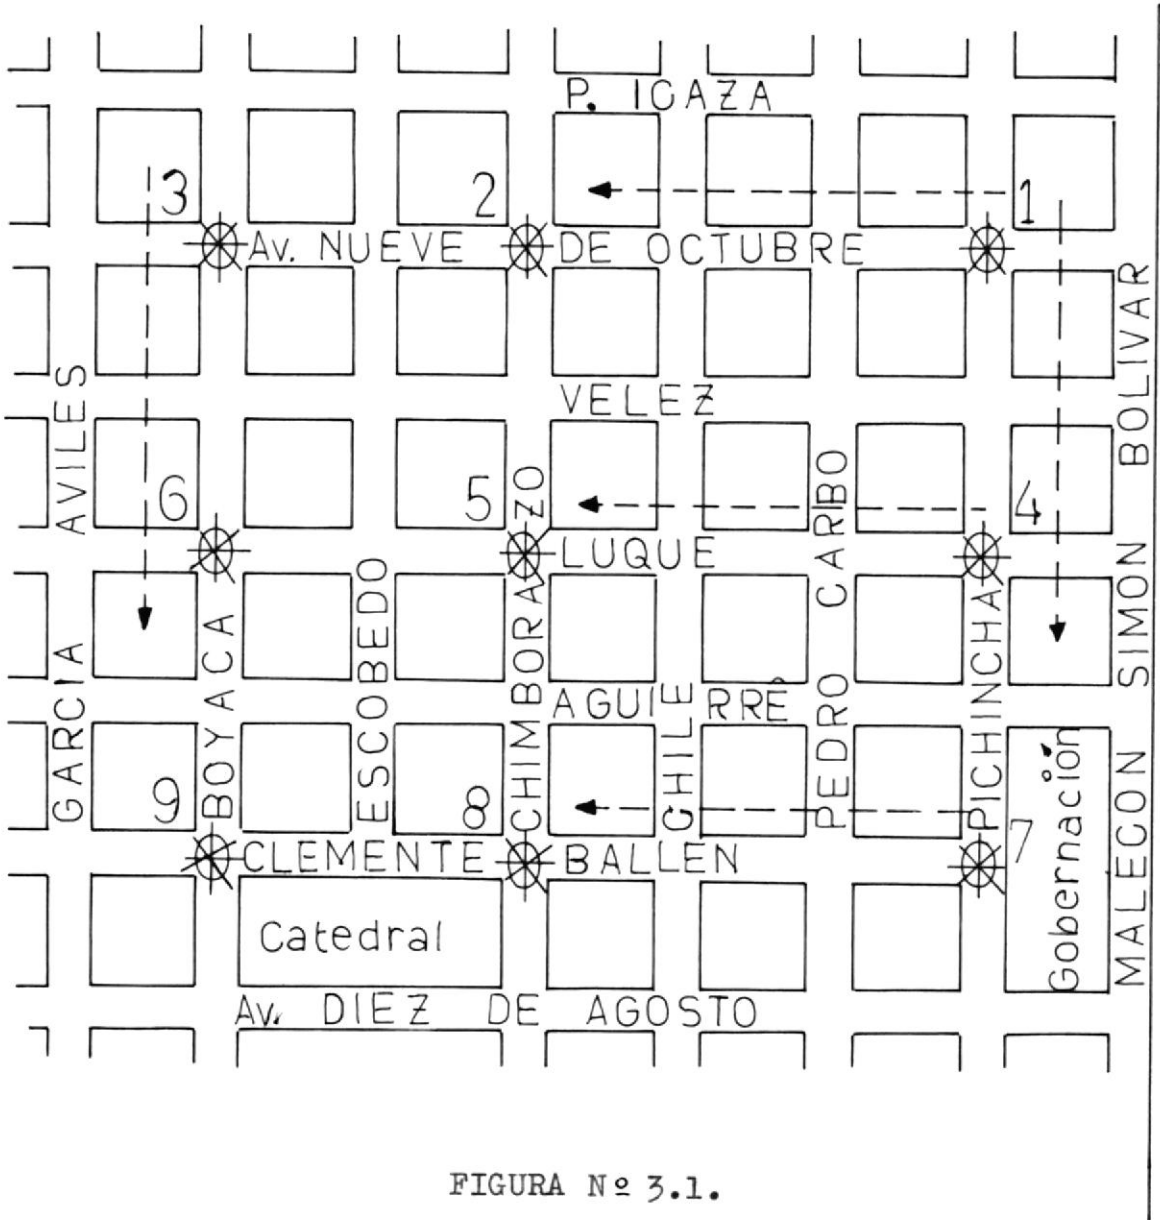 P. ICAZA
3
2
1
Av. NUEVE DE OCTUBRE
VELEZ
6
5
4
LUQUE
AGUIRRE
9
8
7
CLEMENTE BALLEN
Catedral
Gobernación
Av. DIEZ DE AGOSTO
GARCIA AVILES
BOYACA
ESCOBEDO
CHIMBORAZO
CHILE
PEDRO CARBO
PICHINCHA
MALECON SIMON BOLIVAR
FIGURA Nº 3.1.